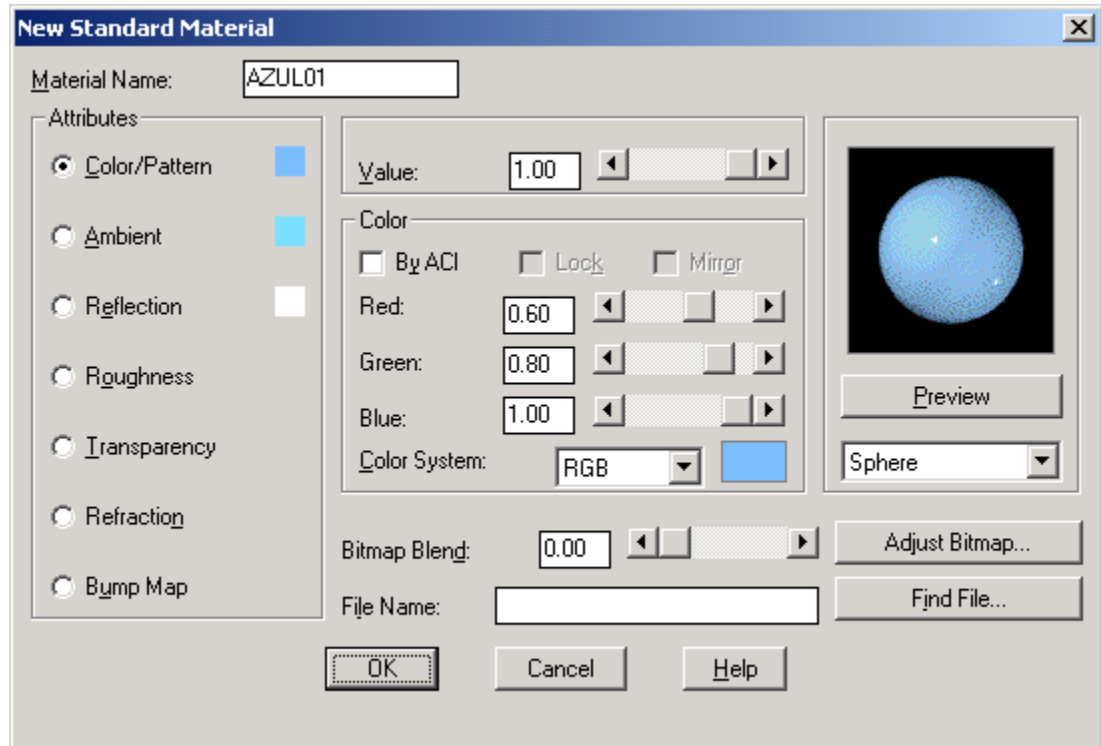 New Standard Material
Material Name: AZUL01
Attributes
Color/Pattern
Ambient
Reflection
Roughness
Transparency
Refraction
Bump Map
Value: 1.00
Color
By ACI Lock Mirror
Red: 0.60
Green: 0.80
Blue: 1.00
Color System: RGB
Preview
Sphere
Bitmap Blend: 0.00
Adjust Bitmap...
File Name:
Find File...
OK Cancel Help